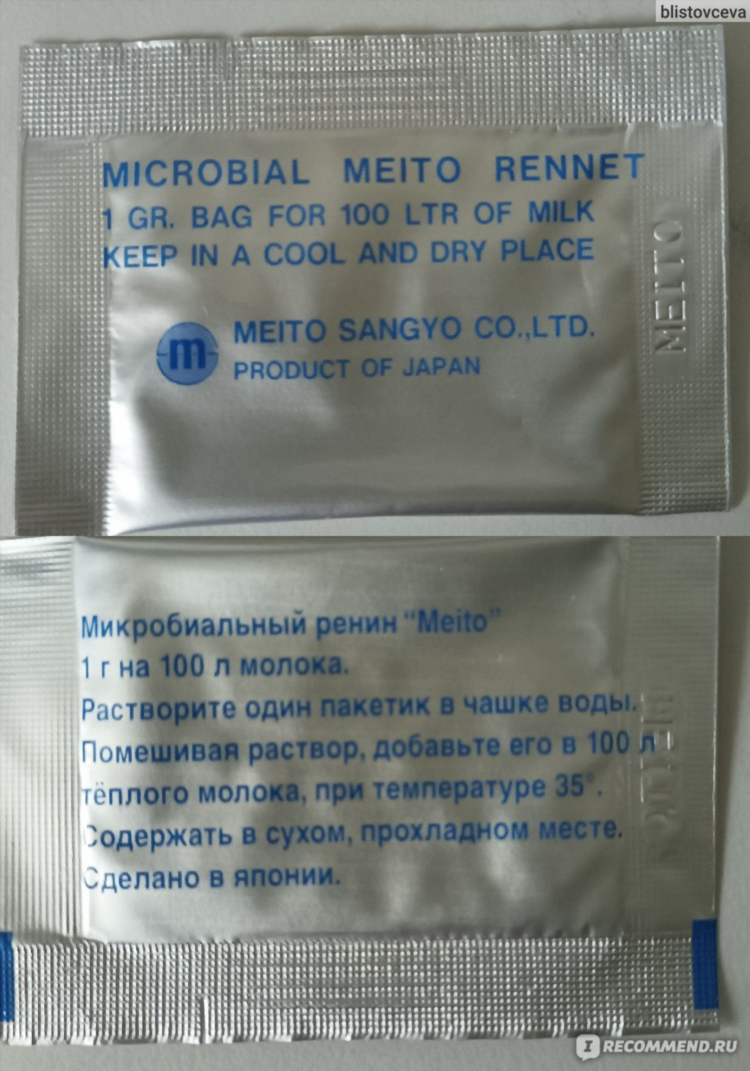 blistovceva
MICROBIAL MEITO RENNET
1 GR. BAG FOR 100 LTR OF MILK
KEEP IN A COOL AND DRY PLACE
MEITO
m
MEITO SANGYO CO.,LTD.
PRODUCT OF JAPAN
Микробиальный ренин "Meito"
1 г на 100 л молока.
Растворите один пакетик в чашке воды.
Помешивая раствор, добавьте его в 100 л
тёплого молока, при температуре 35°.
Содержать в сухом, прохладном месте.
Сделано в японии.
IRECOMMEND.RU